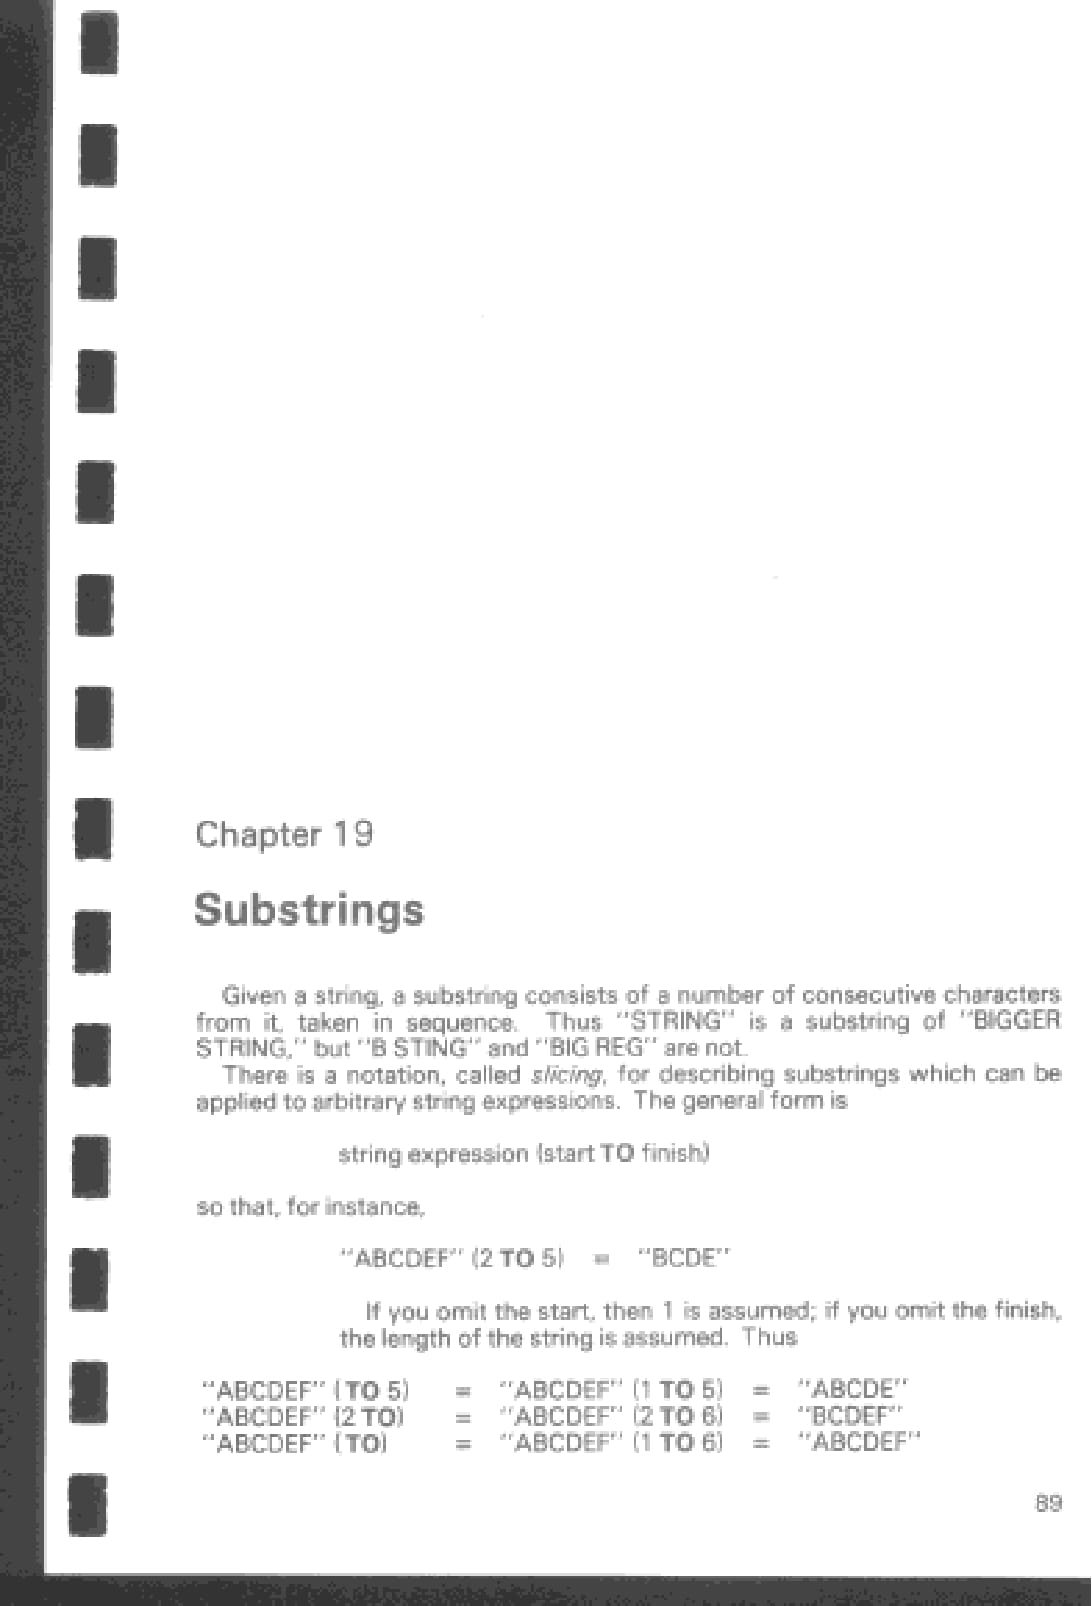 Chapter 19
Substrings
Given a string, a substring consists of a number of consecutive characters
from it, taken in sequence. Thus "STRING" is a substring of "BIGGER
STRING," but "B STING" and "BIG REG" are not.
There is a notation, called slicing, for describing substrings which can be
applied to arbitrary string expressions. The general form is
string expression (start TO finish)
so that, for instance,
"ABCDEF" (2 TO 5) = "BCDE"
If you omit the start, then 1 is assumed; if you omit the finish,
the length of the string is assumed. Thus
"ABCDEF" ( TO 5) = "ABCDEF" (1 TO 5) = "ABCDE"
"ABCDEF" (2 TO) = "ABCDEF" (2 TO 6) = "BCDEF"
"ABCDEF" ( TO) = "ABCDEF" (1 TO 6) = "ABCDEF"
89